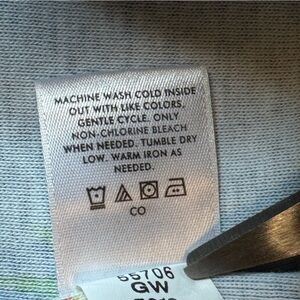 MACHINE WASH COLD INSIDE
OUT WITH LIKE COLORS,
GENTLE CYCLE. ONLY
NON-CHLORINE BLEACH
WHEN NEEDED. TUMBLE DRY
LOW. WARM IRON AS
NEEDED.
CO
55706
GW